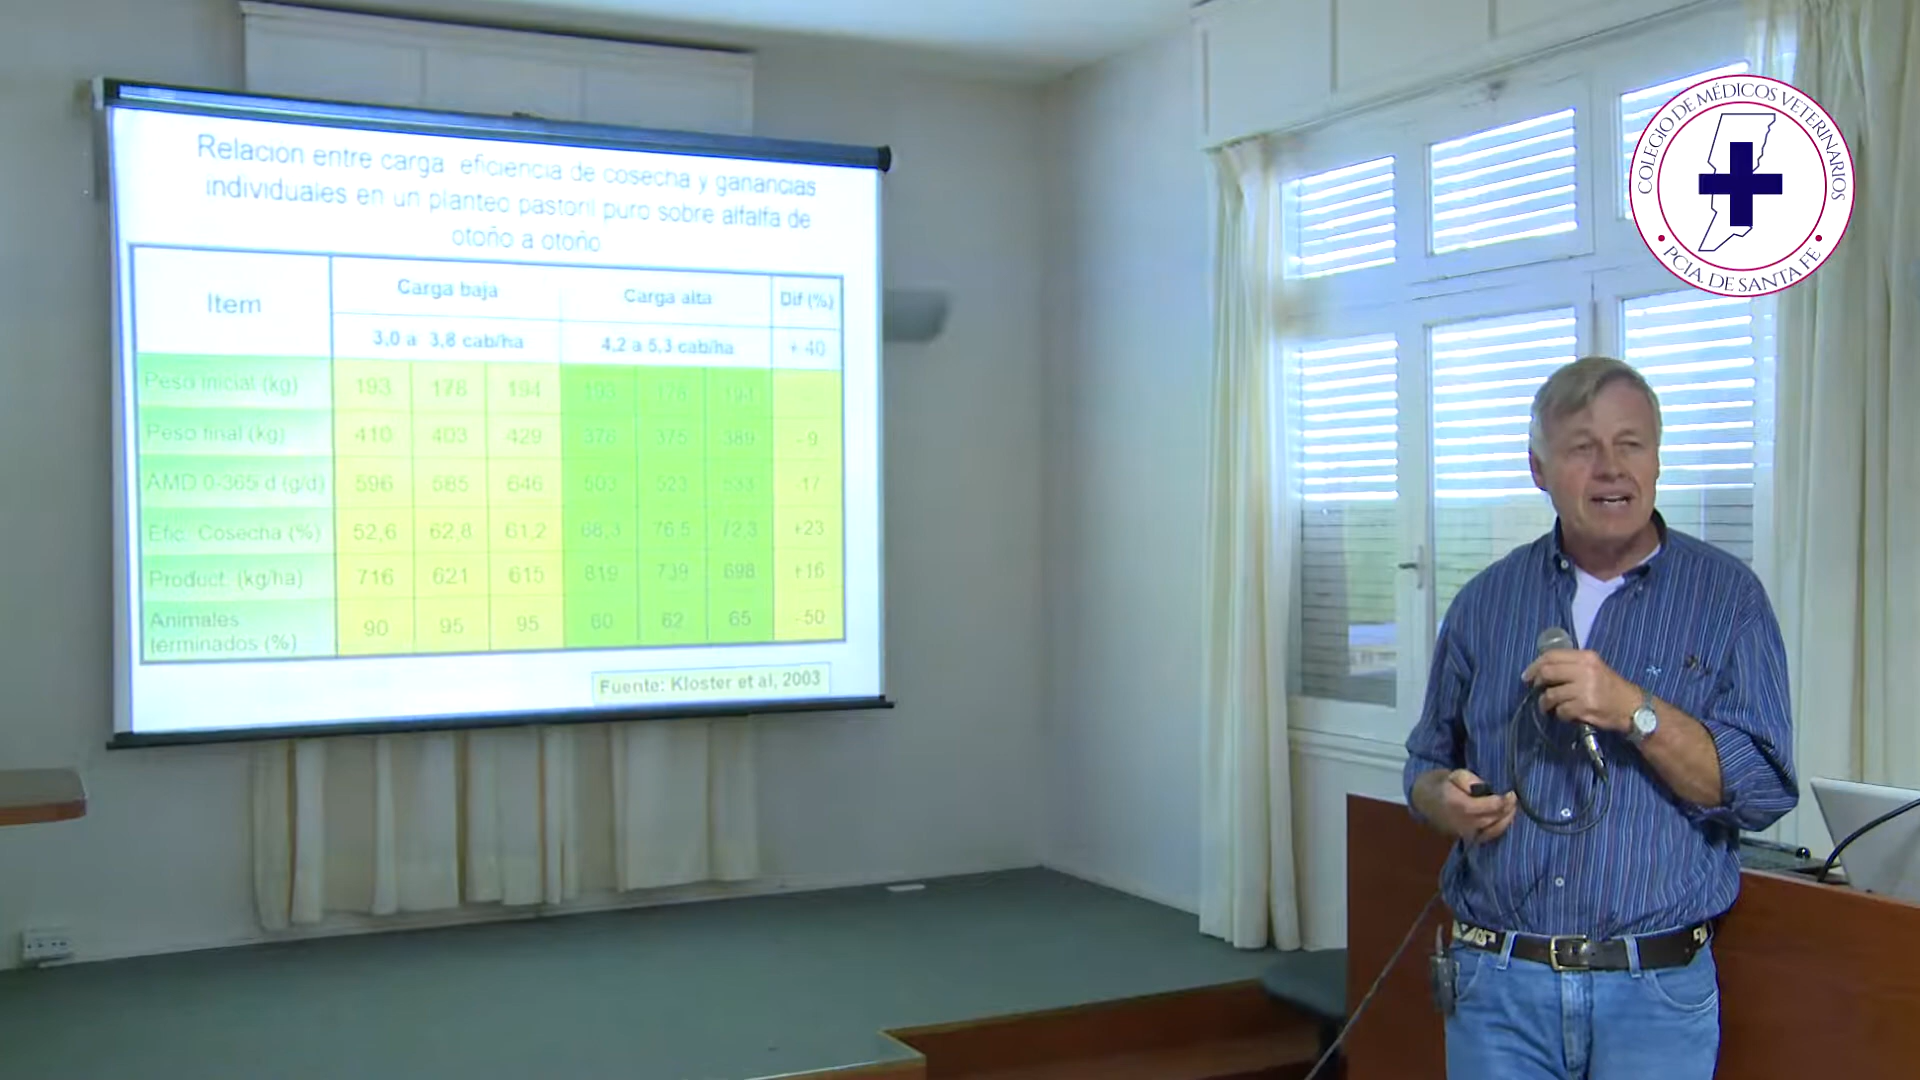 Relacion entre carga eficiencia de cosecha y ganancias
individuales en un planteo pastoril puro sobre alfalfa de
otoño a otoño
Item Carga baja Carga alta Dif (%)
3,0 a 3,8 cab/ha 4,2 a 5,3 cab/ha + 40
Peso inicial (kg) 193 178 194 193 178 194
Peso final (kg) 410 403 429 376 375 389 - 9
AMD 0-365 d (g/d) 596 585 646 503 523 533 -17
Efic. Cosecha (%) 52,6 62,8 61,2 68,3 76.5 72,3 +23
Product. (kg/ha) 716 621 615 819 739 698 +16
Animales
terminados (%) 90 95 95 60 62 65 - 50
Fuente: Kloster et al, 2003
COLEGIO DE MÉDICOS VETERINARIOS
• PCIA. DE SANTA FE •